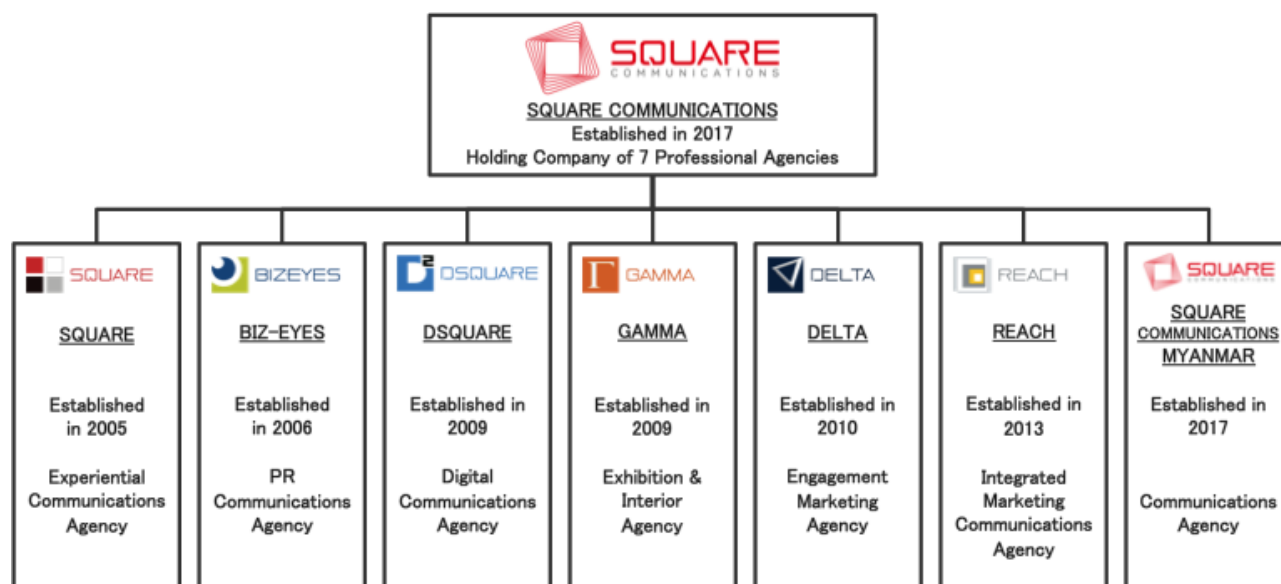 SQUARE
COMMUNICATIONS
SQUARE COMMUNICATIONS
Established in 2017
Holding Company of 7 Professional Agencies
SQUARE
SQUARE
Established
in 2005
Experiential
Communications
Agency
BIZEYES
BIZ-EYES
Established
in 2006
PR
Communications
Agency
D2 DSQUARE
DSQUARE
Established in
2009
Digital
Communications
Agency
Γ GAMMA
GAMMA
Established in
2009
Exhibition &
Interior
Agency
DELTA
DELTA
Established in
2010
Engagement
Marketing
Agency
REACH
REACH
Established in
2013
Integrated
Marketing
Communications
Agency
SQUARE
COMMUNICATIONS
SQUARE
COMMUNICATIONS
MYANMAR
Established in
2017
Communications
Agency